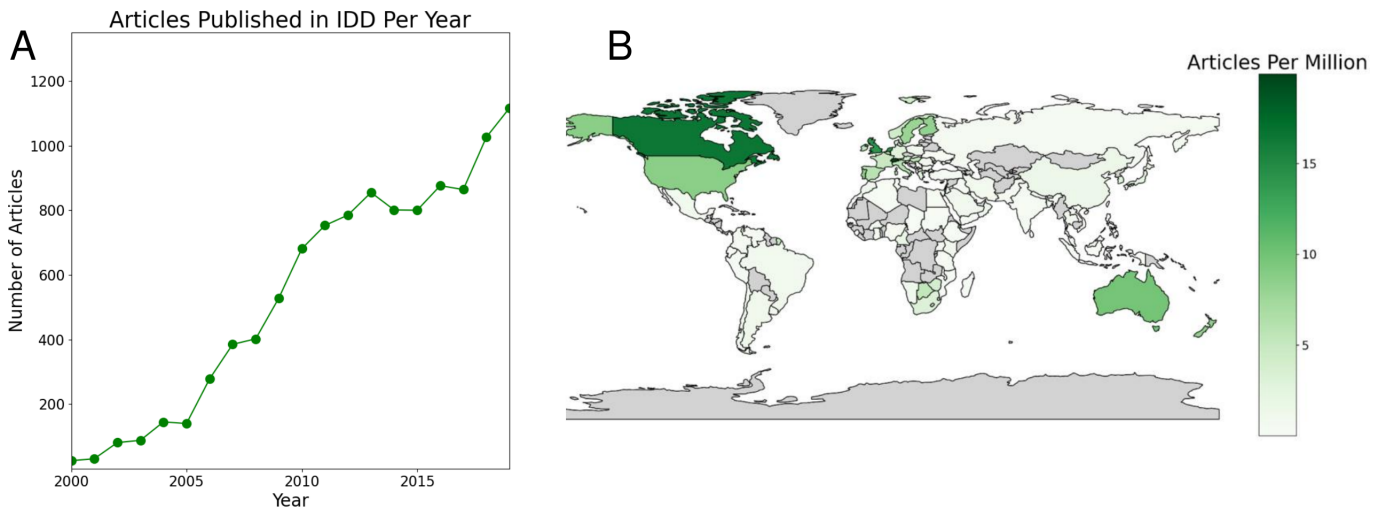 A
Articles Published in IDD Per Year
1200
1000
800
600
400
200
Number of Articles
2000
2005
2010
2015
Year
B
Articles Per Million
15
10
5